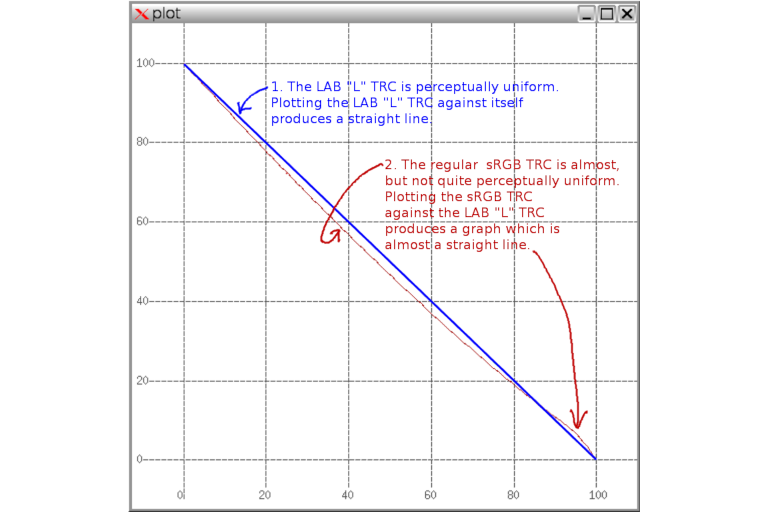 plot
1. The LAB "L" TRC is perceptually uniform.
Plotting the LAB "L" TRC against itself
produces a straight line.
2. The regular  sRGB TRC is almost,
but not quite perceptually uniform.
Plotting the sRGB TRC
against the LAB "L" TRC
produces a graph which is
almost a straight line.
100
80
60
40
20
0
0 20 40 60 80 100